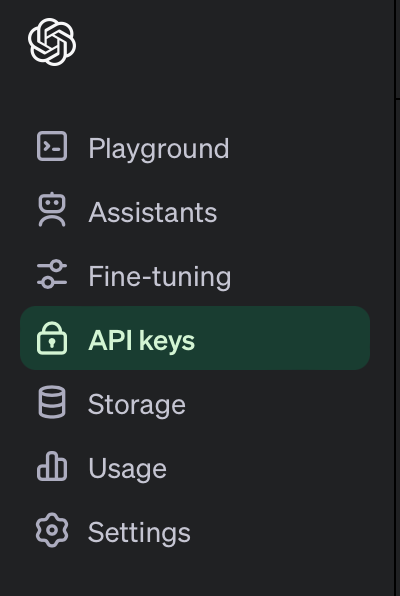 Playground
Assistants
Fine-tuning
API keys
Storage
Usage
Settings